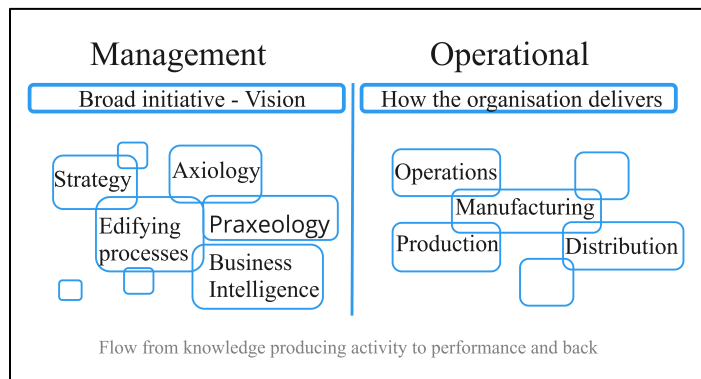 Management
Operational
Broad initiative - Vision
How the organisation delivers
Strategy
Axiology
Edifying
processes
Praxeology
Business
Intelligence
Operations
Manufacturing
Production
Distribution
Flow from knowledge producing activity to performance and back